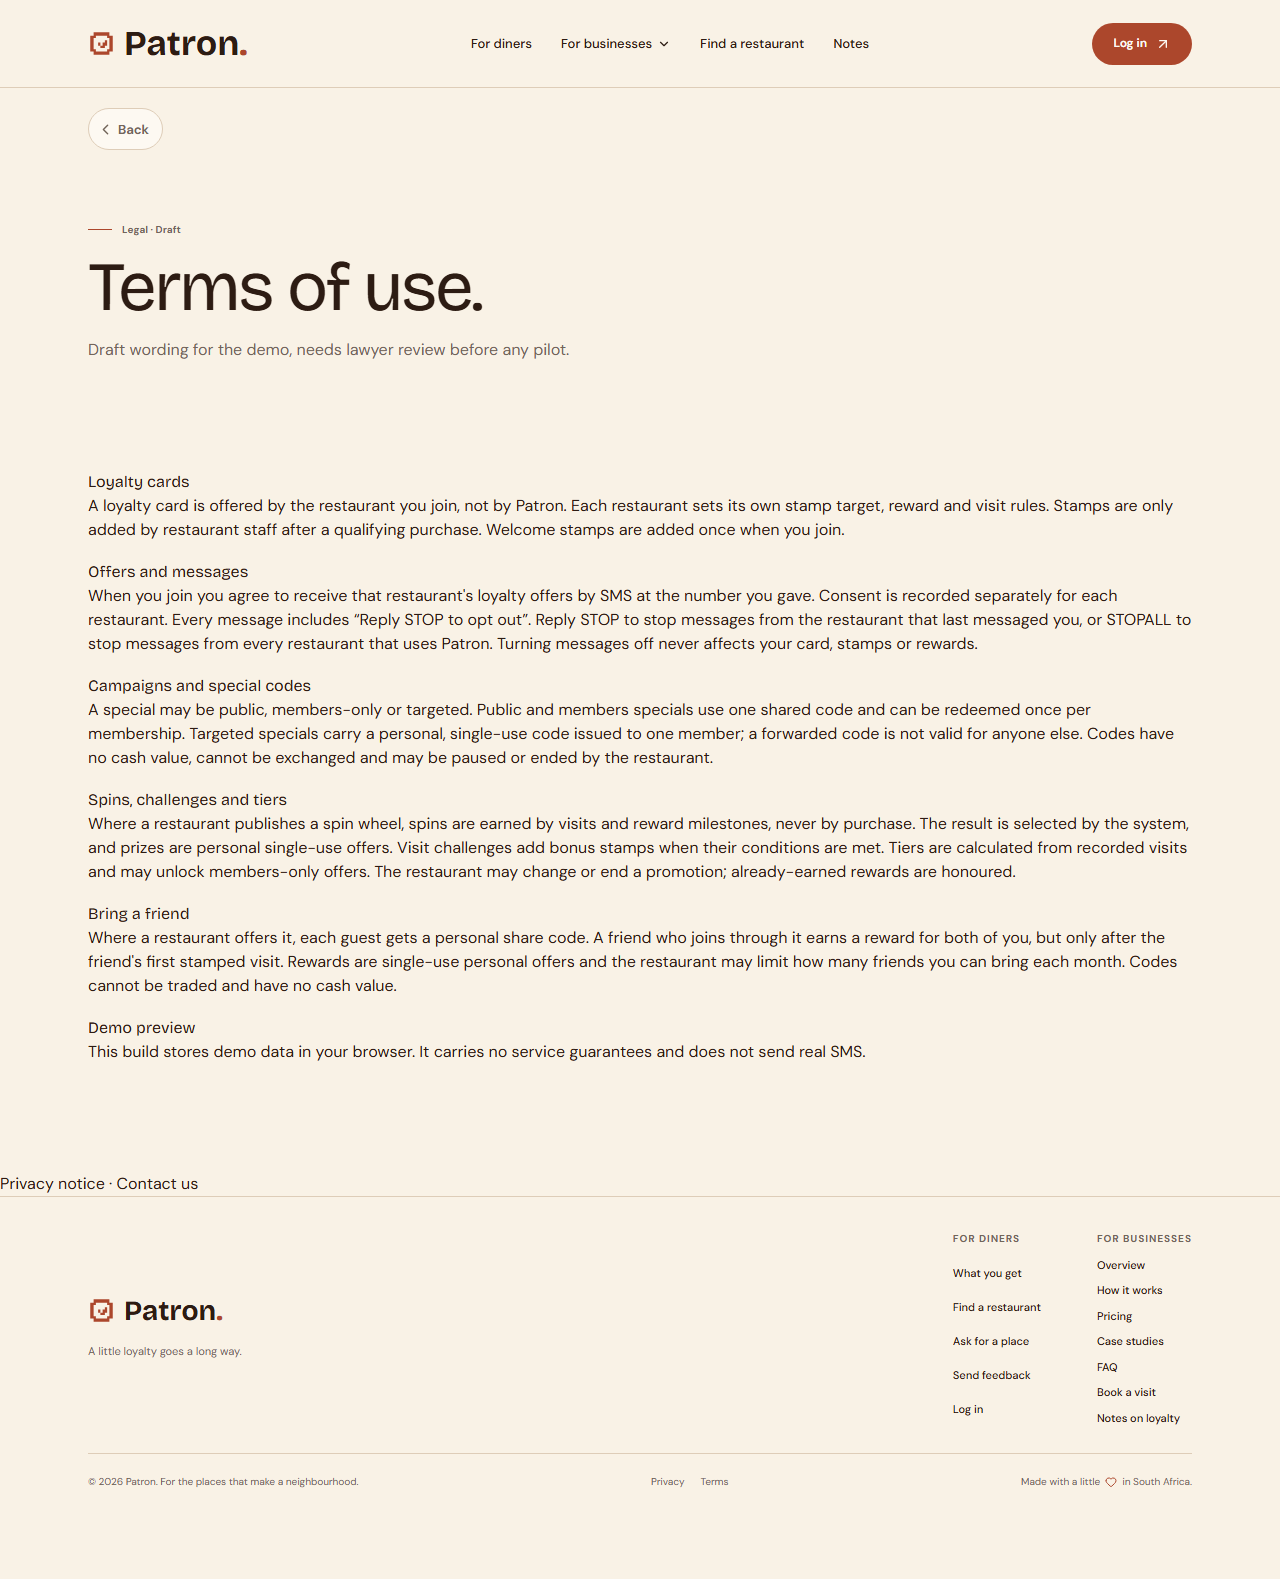 Patron.
For diners
For businesses
Find a restaurant
Notes
Log in
Back
Legal · Draft
Terms of use.
Draft wording for the demo, needs lawyer review before any pilot.
Loyalty cards
A loyalty card is offered by the restaurant you join, not by Patron. Each restaurant sets its own stamp target, reward and visit rules. Stamps are only
added by restaurant staff after a qualifying purchase. Welcome stamps are added once when you join.
Offers and messages
When you join you agree to receive that restaurant's loyalty offers by SMS at the number you gave. Consent is recorded separately for each
restaurant. Every message includes “Reply STOP to opt out”. Reply STOP to stop messages from the restaurant that last messaged you, or STOPALL to
stop messages from every restaurant that uses Patron. Turning messages off never affects your card, stamps or rewards.
Campaigns and special codes
A special may be public, members-only or targeted. Public and members specials use one shared code and can be redeemed once per
membership. Targeted specials carry a personal, single-use code issued to one member; a forwarded code is not valid for anyone else. Codes have
no cash value, cannot be exchanged and may be paused or ended by the restaurant.
Spins, challenges and tiers
Where a restaurant publishes a spin wheel, spins are earned by visits and reward milestones, never by purchase. The result is selected by the system,
and prizes are personal single-use offers. Visit challenges add bonus stamps when their conditions are met. Tiers are calculated from recorded visits
and may unlock members-only offers. The restaurant may change or end a promotion; already-earned rewards are honoured.
Bring a friend
Where a restaurant offers it, each guest gets a personal share code. A friend who joins through it earns a reward for both of you, but only after the
friend's first stamped visit. Rewards are single-use personal offers and the restaurant may limit how many friends you can bring each month. Codes
cannot be traded and have no cash value.
Demo preview
This build stores demo data in your browser. It carries no service guarantees and does not send real SMS.
Privacy notice · Contact us
Patron.
A little loyalty goes a long way.
FOR DINERS
What you get
Find a restaurant
Ask for a place
Send feedback
Log in
FOR BUSINESSES
Overview
How it works
Pricing
Case studies
FAQ
Book a visit
Notes on loyalty
© 2026 Patron. For the places that make a neighbourhood.
Privacy
Terms
Made with a little in South Africa.